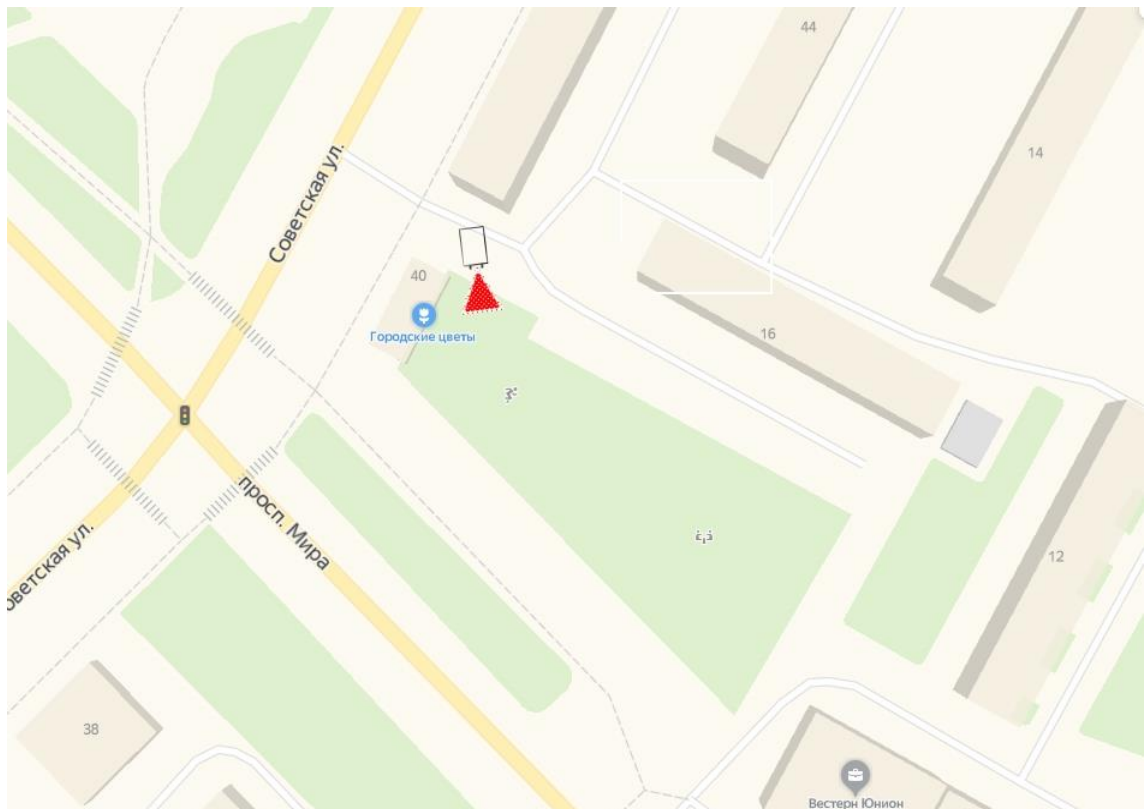 44
14
Советская ул.
40
Городские цветы
16
просп. Мира
оветская ул.
12
38
Вестерн Юнион